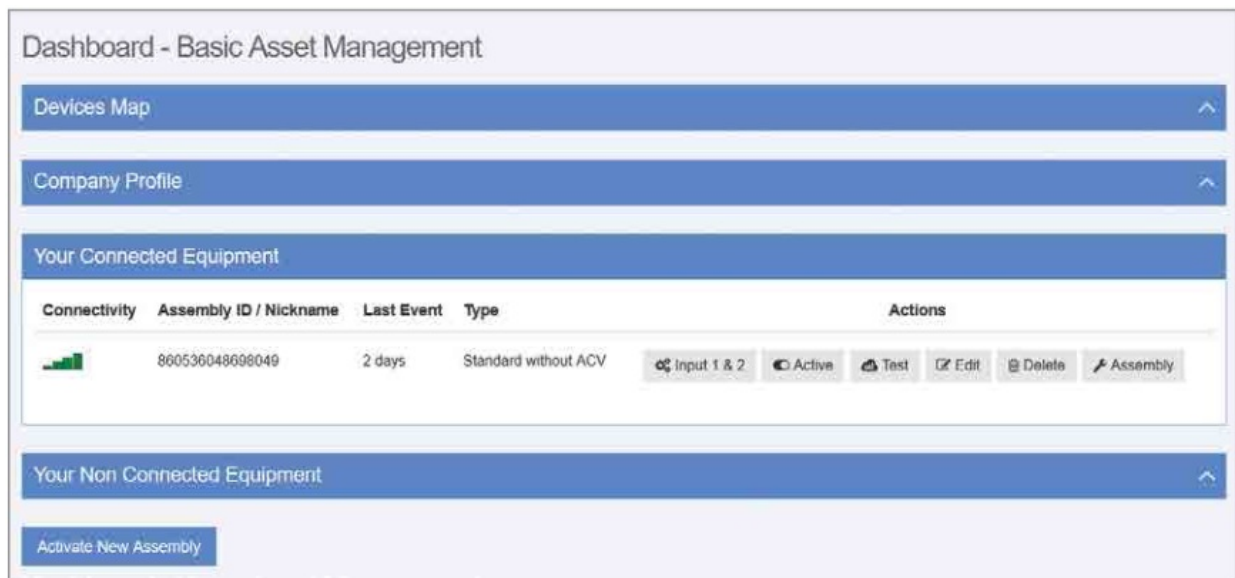 Dashboard - Basic Asset Management
Devices Map
Company Profile
Your Connected Equipment
Connectivity Assembly ID / Nickname Last Event Type Actions
860536048698049 2 days Standard without ACV Input 1 & 2 Active Test Edit Delete Assembly
Your Non Connected Equipment
Activate New Assembly